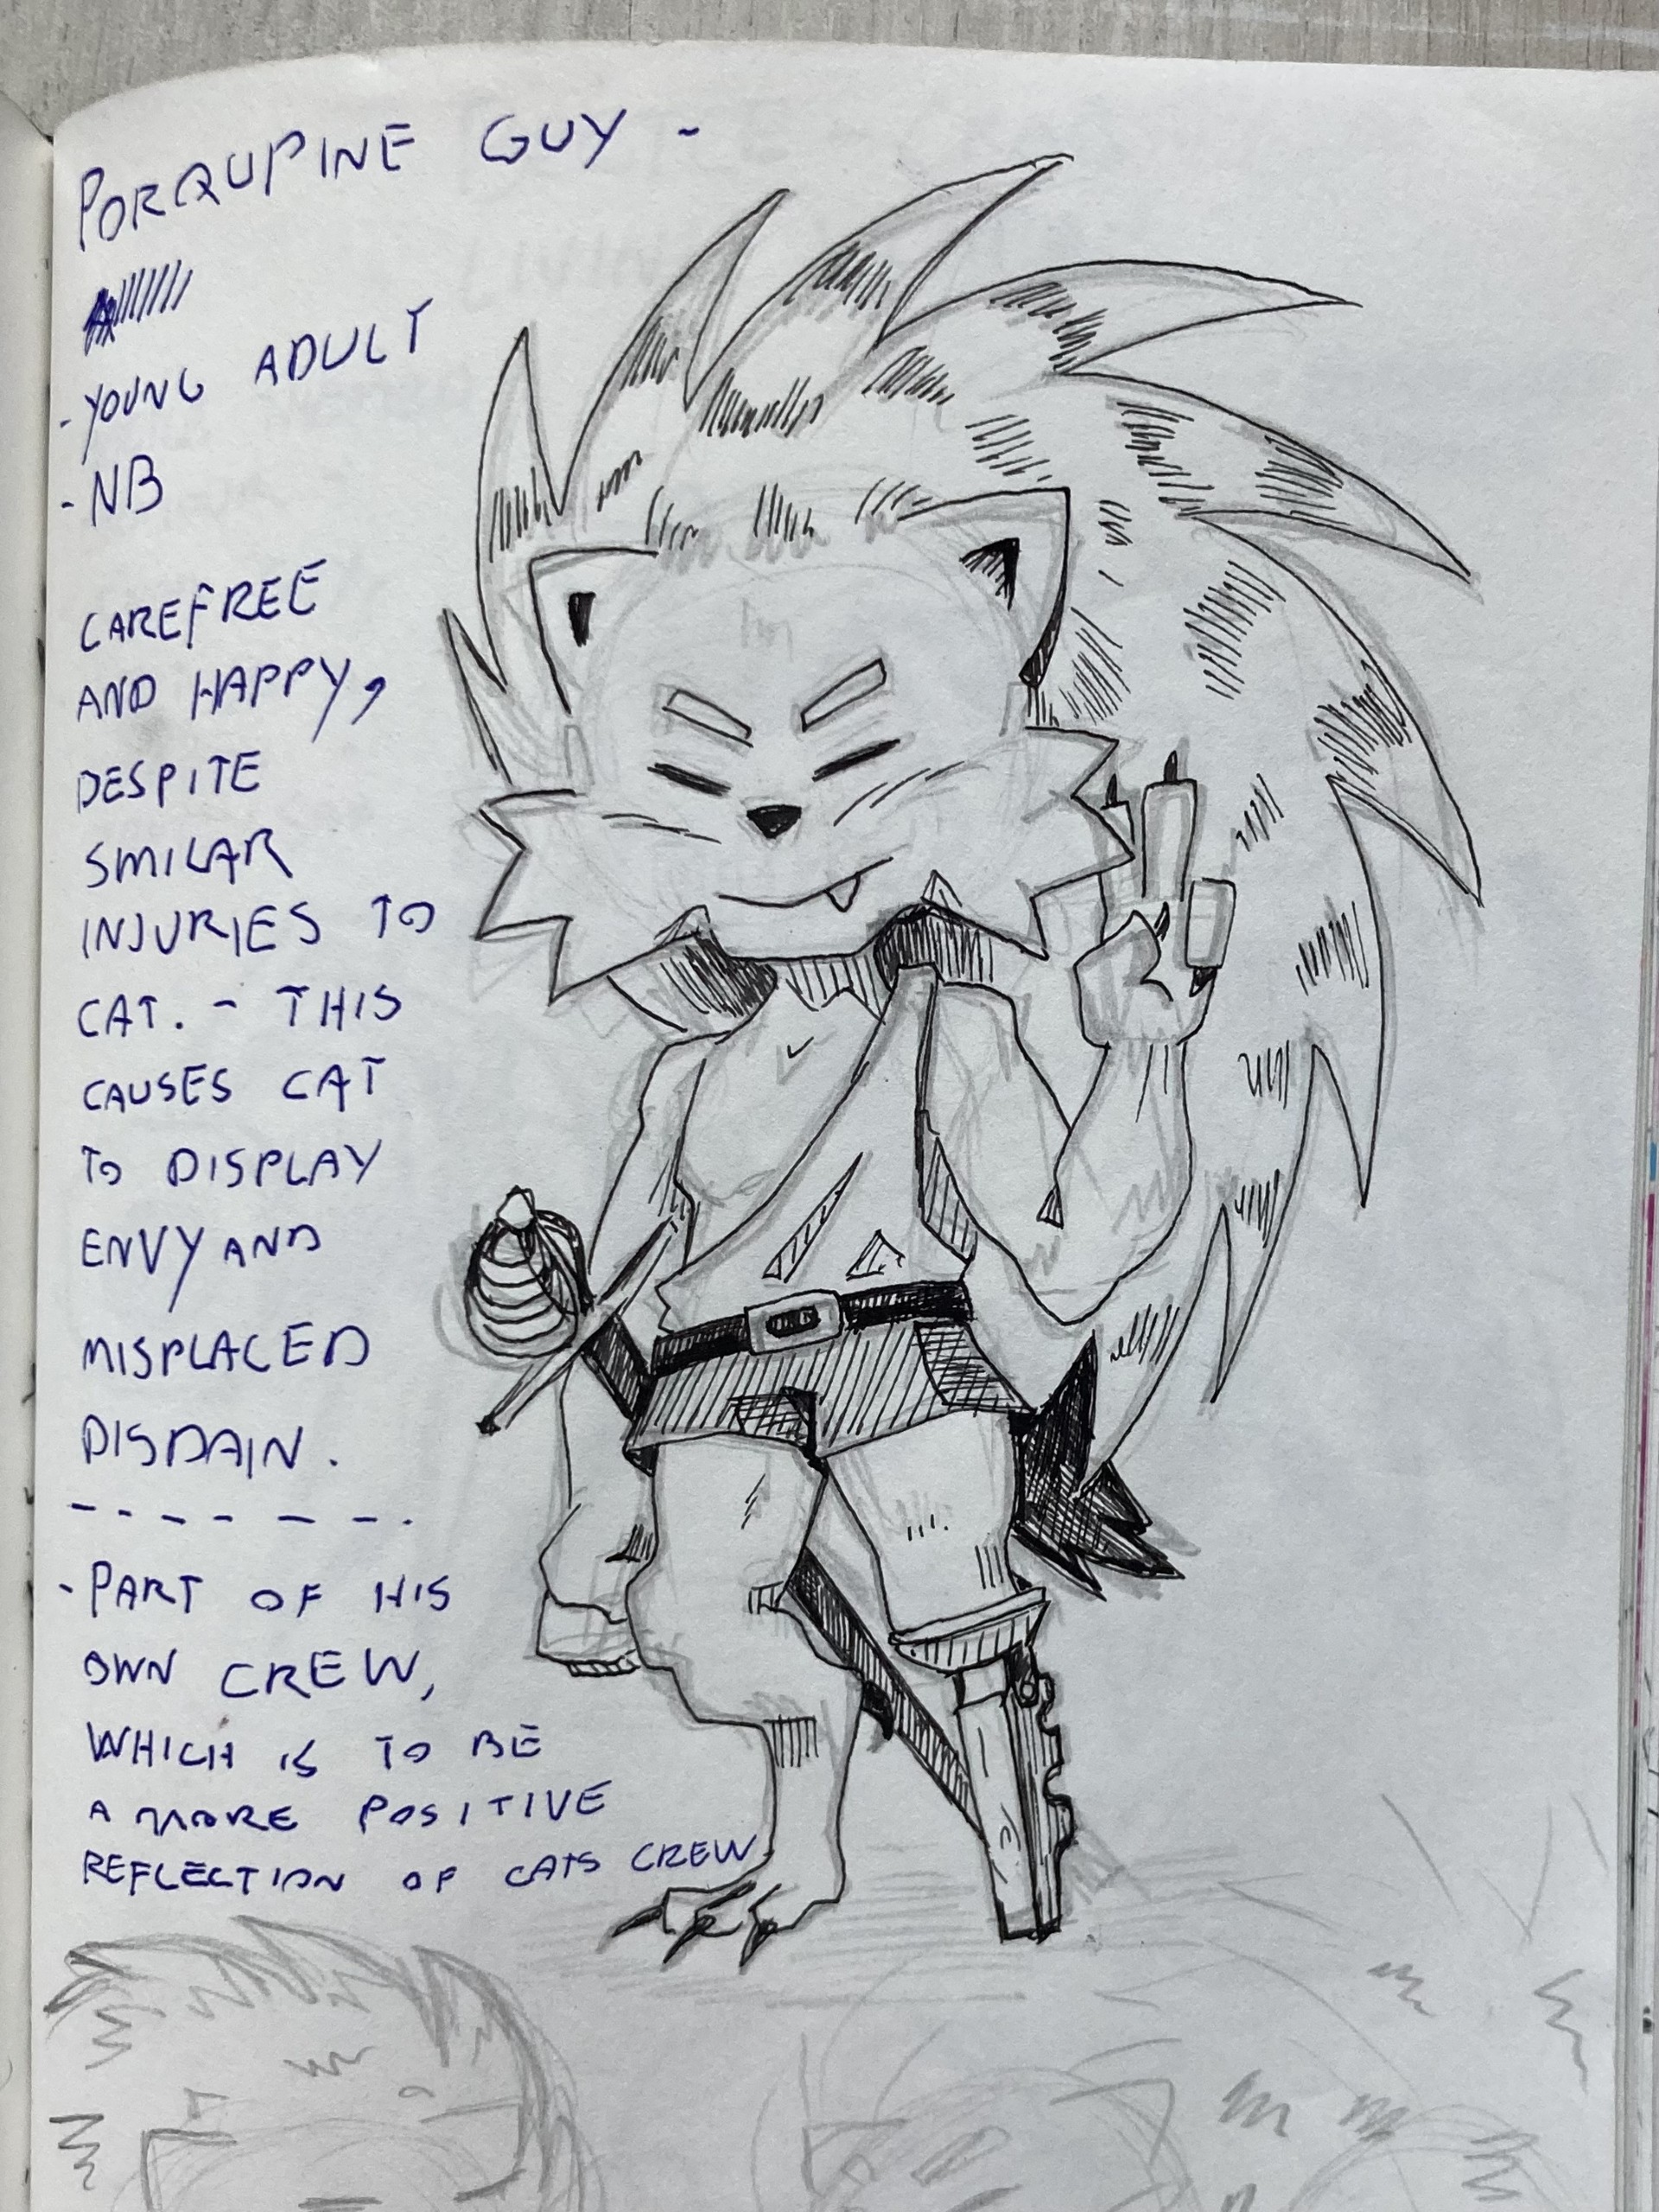 PORQUPINE GUY -
- YOUNG ADULT
- NB
CAREFREE
AND HAPPY,
DESPITE
SMILAR
INJURIES TO
CAT. - THIS
CAUSES CAT
TO DISPLAY
ENVY AND
MISPLACED
DISDAIN.
- - - - - - -
- PART OF HIS
OWN CREW,
WHICH IS TO BE
A MORE POSITIVE
REFLECTION OF CATS CREW